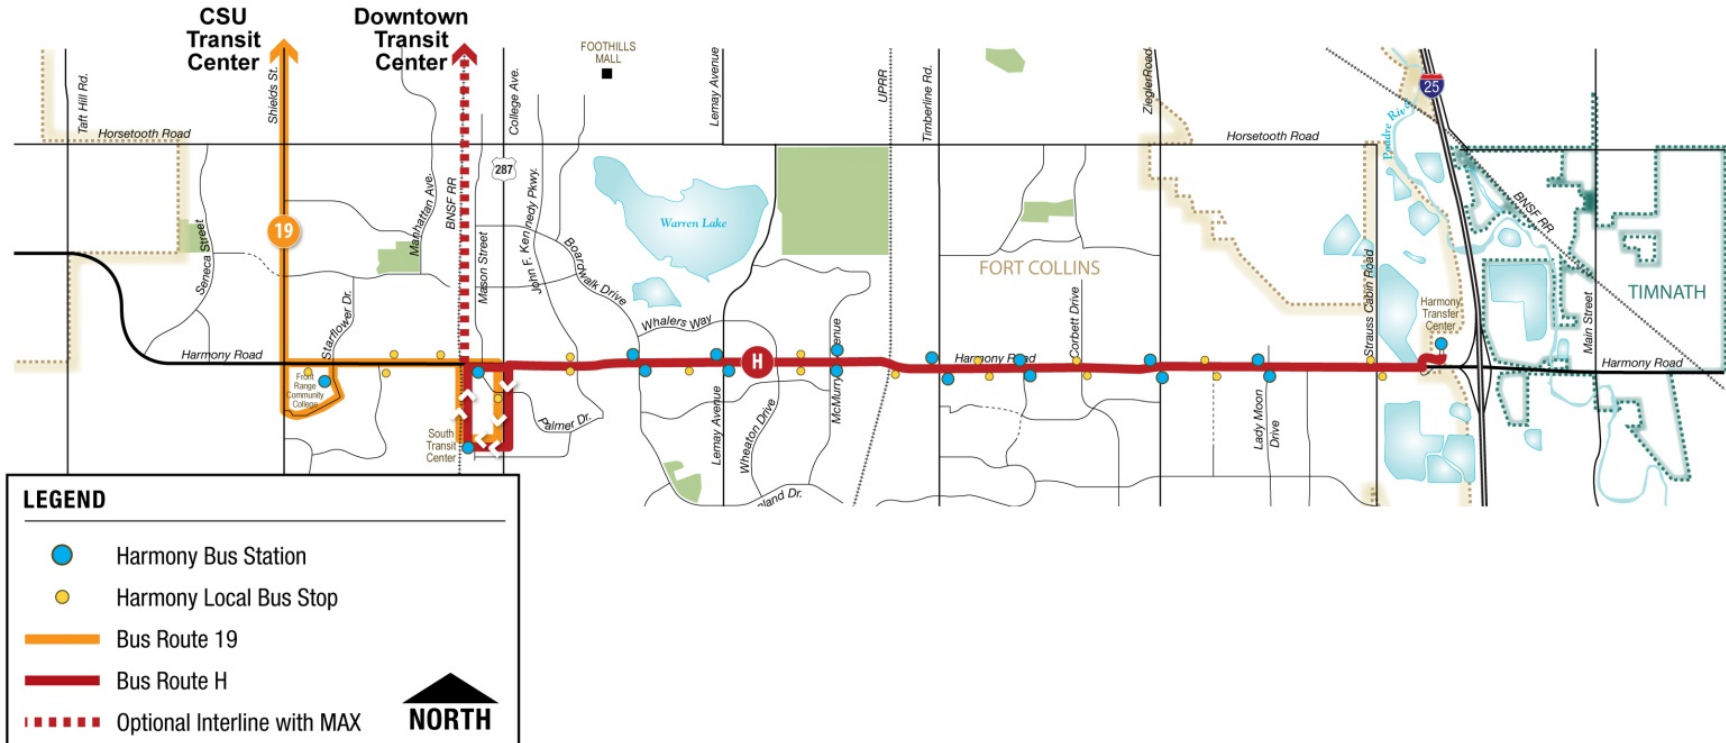 CSU
Transit
Center
Downtown
Transit
Center
FOOTHILLS
MALL
Taft Hill Rd.
Shields St.
College Ave.
Lemay Avenue
UPRR
Timberline Rd.
ZieglerRoad
25
Horsetooth Road
Horsetooth Road
287
BNSF RR
Manhattan Ave.
BNSF RR
Seneca Street
19
Mason Street
John F. Kennedy Pkwy.
Boardwalk Drive
Warren Lake
FORT COLLINS
Strauss Cabin Road
Harmony
Transfer
Center
Main Street
TIMNATH
Starflower Dr.
Whalers Way
Corbett Drive
Harmony Road
H
Harmony Road
Harmony Road
Front
Range
Community
College
South
Transit
Center
Palmer Dr.
Lemay Avenue
Wheaton Drive
Lady Moon
Drive
LEGEND
Harmony Bus Station
Harmony Local Bus Stop
Bus Route 19
Bus Route H
Optional Interline with MAX
NORTH